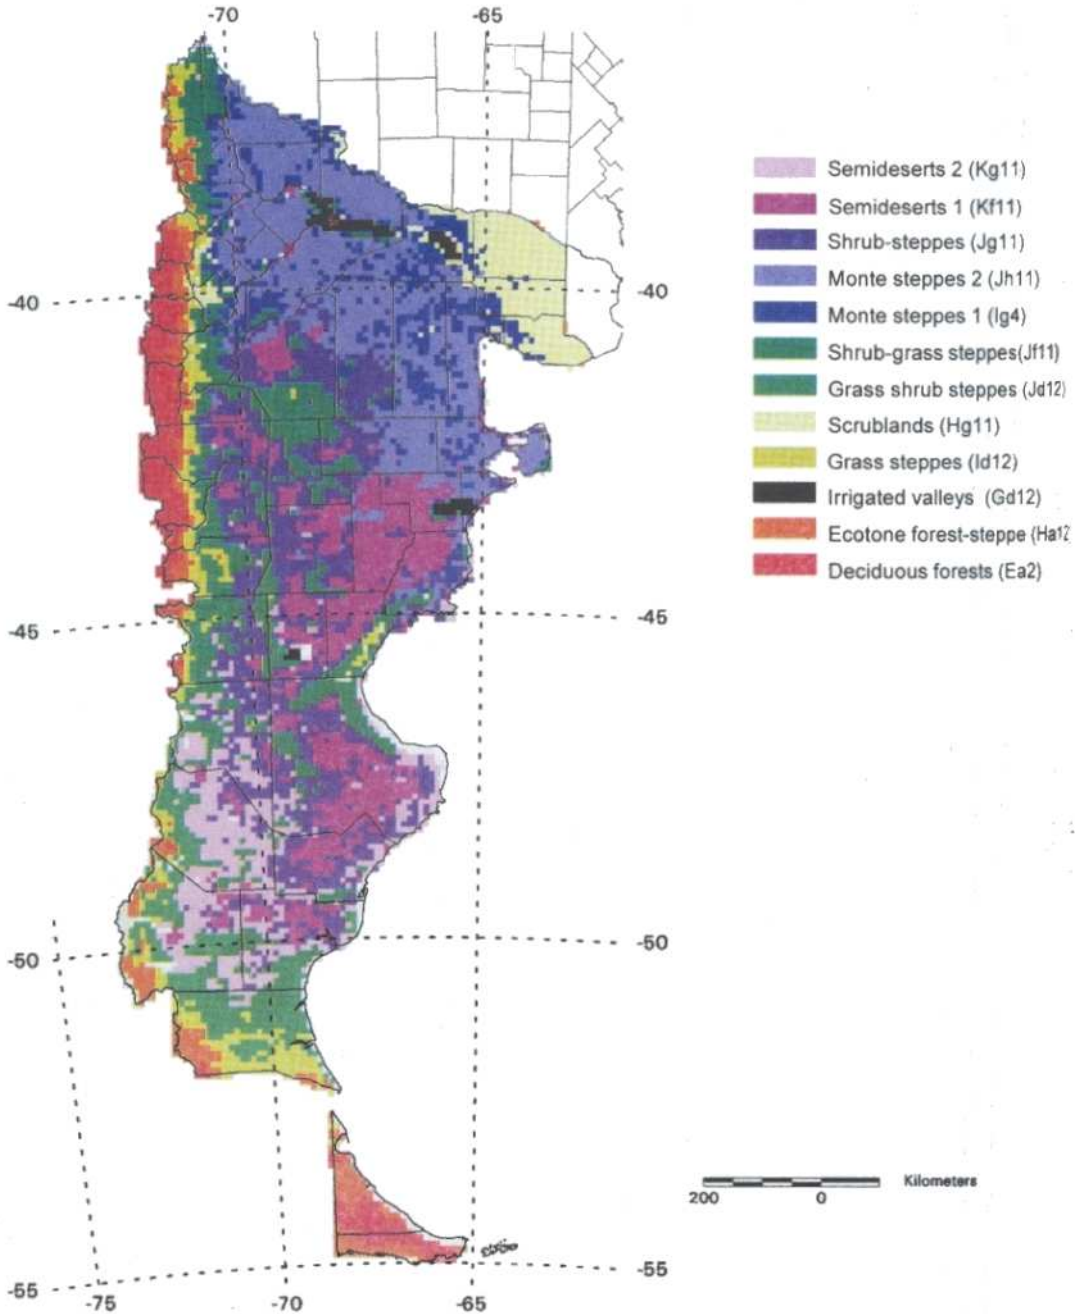 -70
-65
Semideserts 2 (Kg11)
Semideserts 1 (Kf11)
Shrub-steppes (Jg11)
Monte steppes 2 (Jh11)
Monte steppes 1 (Ig4)
Shrub-grass steppes(Jf11)
Grass shrub steppes (Jd12)
Scrublands (Hg11)
Grass steppes (Id12)
Irrigated valleys (Gd12)
Ecotone forest-steppe (Ha12
Deciduous forests (Ea2)
-40
-40
-45
-45
-50
-50
Kilometers
200
0
-55
-55
-75
-70
-65